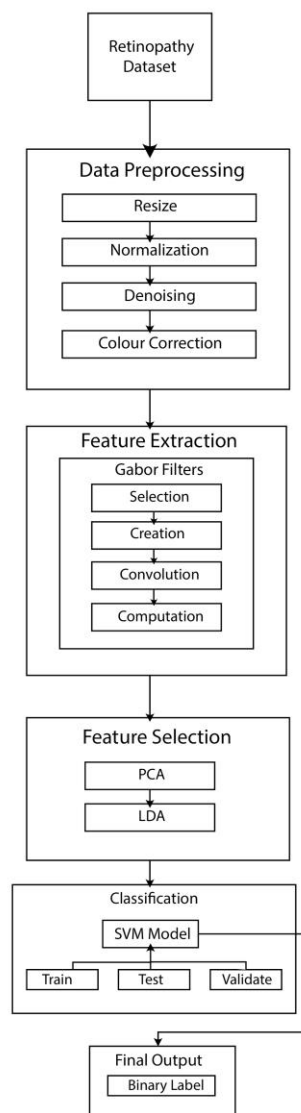 Retinopathy
Dataset
Data Preprocessing
Resize
Normalization
Denoising
Colour Correction
Feature Extraction
Gabor Filters
Selection
Creation
Convolution
Computation
Feature Selection
PCA
LDA
Classification
SVM Model
Train Test Validate
Final Output
Binary Label